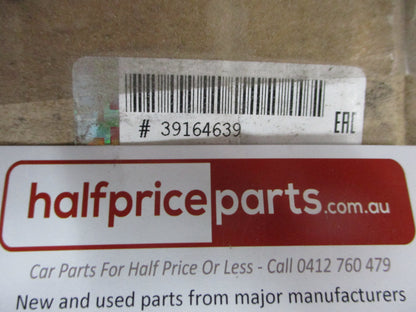 # 39164639
EAC
halfpriceparts.com.au
Car Parts For Half Price Or Less - Call 0412 760 479
New and used parts from major manufacturers